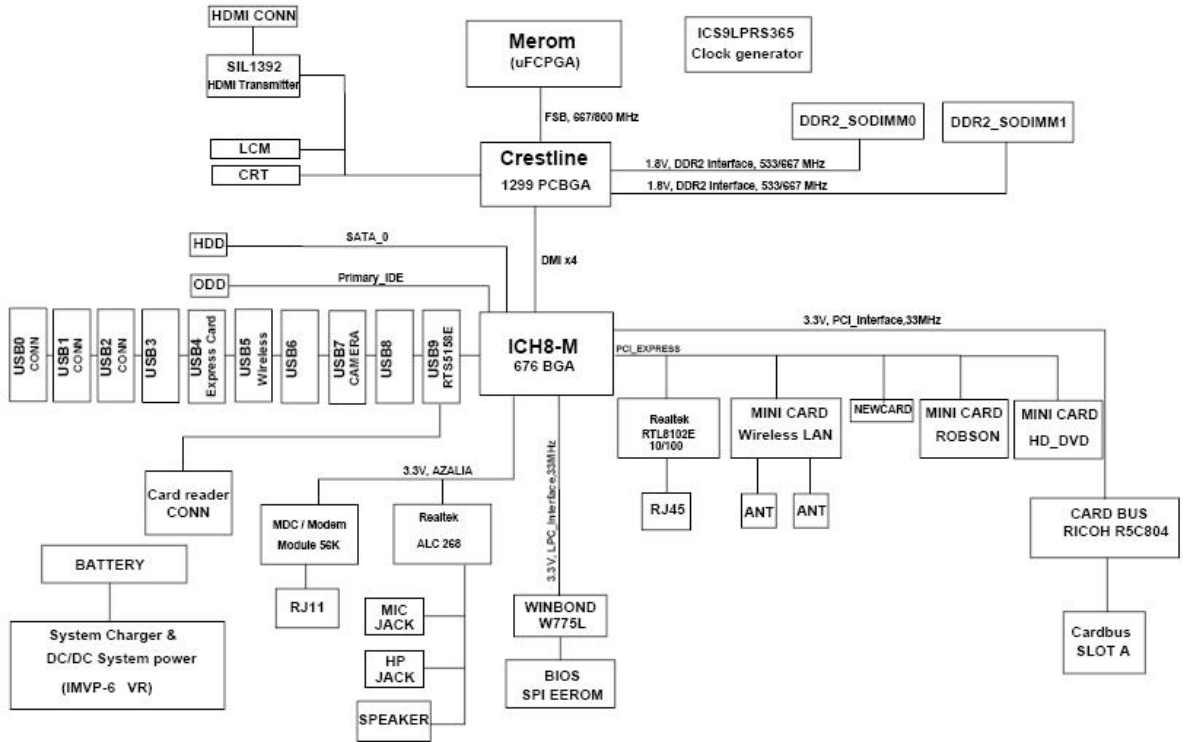 HDMI CONN
SIL1392
HDMI Transmitter
LCM
CRT
Merom
(uFCPGA)
ICS9LPRS365
Clock generator
FSB, 667/800 MHz
DDR2_SODIMM0
DDR2_SODIMM1
Crestline
1299 PCBGA
1.8V, DDR2 Interface, 533/667 MHz
1.8V, DDR2 Interface, 533/667 MHz
DMI x4
HDD
SATA_0
ODD
Primary_IDE
USB0
CONN
USB1
CONN
USB2
CONN
USB3
USB4
Express Card
USB5
Wireless
USB6
USB7
CAMERA
USB8
USB9
RTS5158E
ICH8-M
676 BGA
3.3V, PCI_Interface,33MHz
PCI_EXPRESS
Realtek
RTL8102E
10/100
MINI CARD
Wireless LAN
NEWCARD
MINI CARD
ROBSON
MINI CARD
HD_DVD
RJ45
ANT
ANT
CARD BUS
RICOH R5C804
Cardbus
SLOT A
Card reader
CONN
3.3V, AZALIA
3.3V, LPC_Interface,33MHz
MDC / Modem
Module 56K
Realtek
ALC 268
RJ11
MIC
JACK
HP
JACK
SPEAKER
WINBOND
W775L
BIOS
SPI EEROM
BATTERY
System Charger &
DC/DC System power
(IMVP-6 VR)